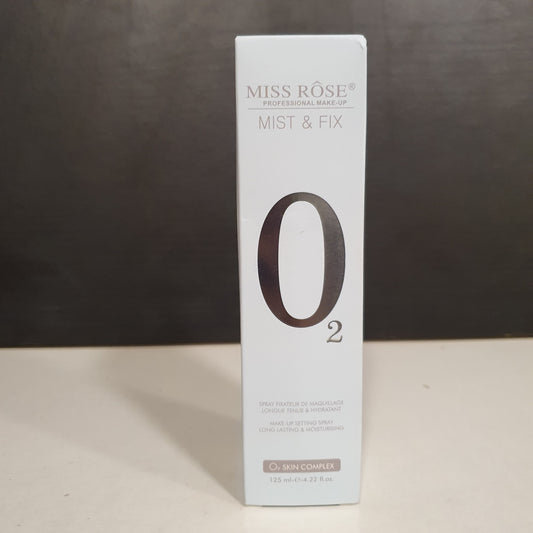 MISS RÔSE®
PROFESSIONAL MAKE-UP
MIST & FIX
O2
SPRAY FIXATEUR DE MAQUILLAGE
LONGUE TENUE & HYDRATANT
MAKE-UP SETTING SPRAY
LONG LASTING & MOISTURISING
O2 SKIN COMPLEX
125 ml-℮-4.22 fl.oz.